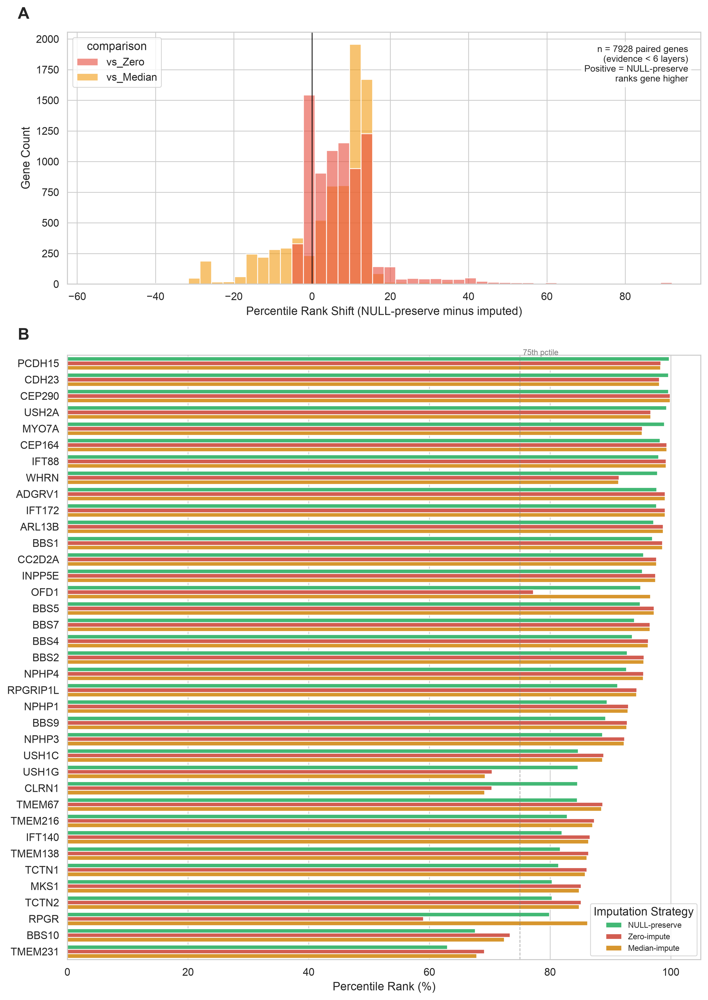 A
comparison
vs_Zero
vs_Median
n = 7928 paired genes
(evidence < 6 layers)
Positive = NULL-preserve
ranks gene higher
2000
1750
1500
1250
1000
750
500
250
0
Gene Count
−60
−40
−20
0
20
40
60
80
Percentile Rank Shift (NULL-preserve minus imputed)
B
75th pctile
PCDH15
CDH23
CEP290
USH2A
MYO7A
CEP164
IFT88
WHRN
ADGRV1
IFT172
ARL13B
BBS1
CC2D2A
INPP5E
OFD1
BBS5
BBS7
BBS4
BBS2
NPHP4
RPGRIP1L
NPHP1
BBS9
NPHP3
USH1C
USH1G
CLRN1
TMEM67
TMEM216
IFT140
TMEM138
TCTN1
MKS1
TCTN2
RPGR
BBS10
TMEM231
Imputation Strategy
NULL-preserve
Zero-impute
Median-impute
0
20
40
60
80
100
Percentile Rank (%)